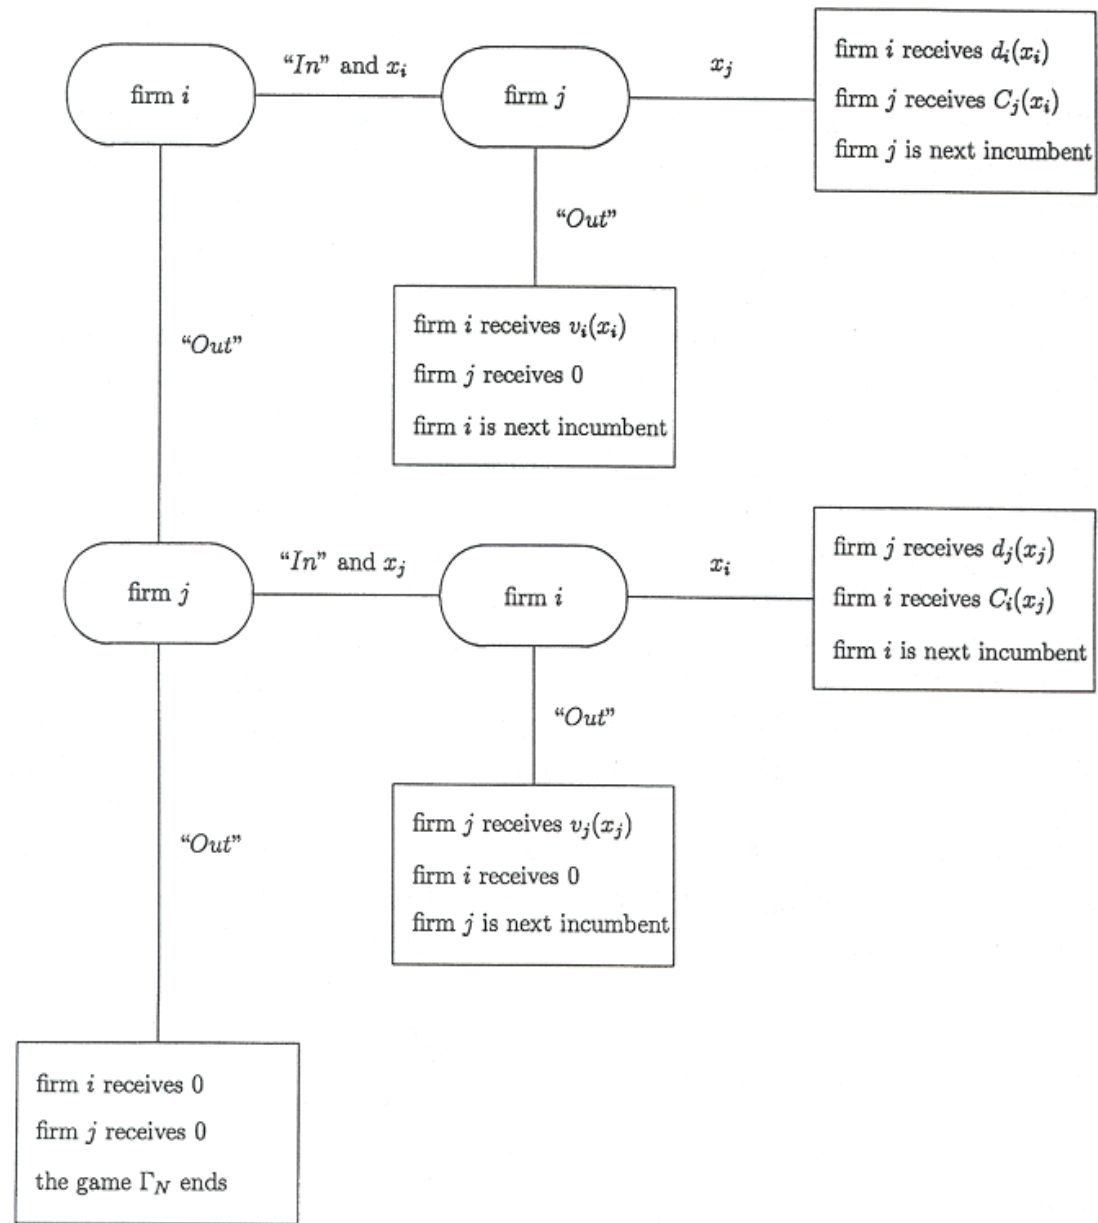 firm i
“In” and x_i
firm j
x_j
firm i receives d_i(x_i)
firm j receives C_j(x_i)
firm j is next incumbent
“Out”
firm i receives v_i(x_i)
firm j receives 0
firm i is next incumbent
“Out”
firm j
“In” and x_j
firm i
x_i
firm j receives d_j(x_j)
firm i receives C_i(x_j)
firm i is next incumbent
“Out”
firm j receives v_j(x_j)
firm i receives 0
firm j is next incumbent
“Out”
firm i receives 0
firm j receives 0
the game Γ_N ends